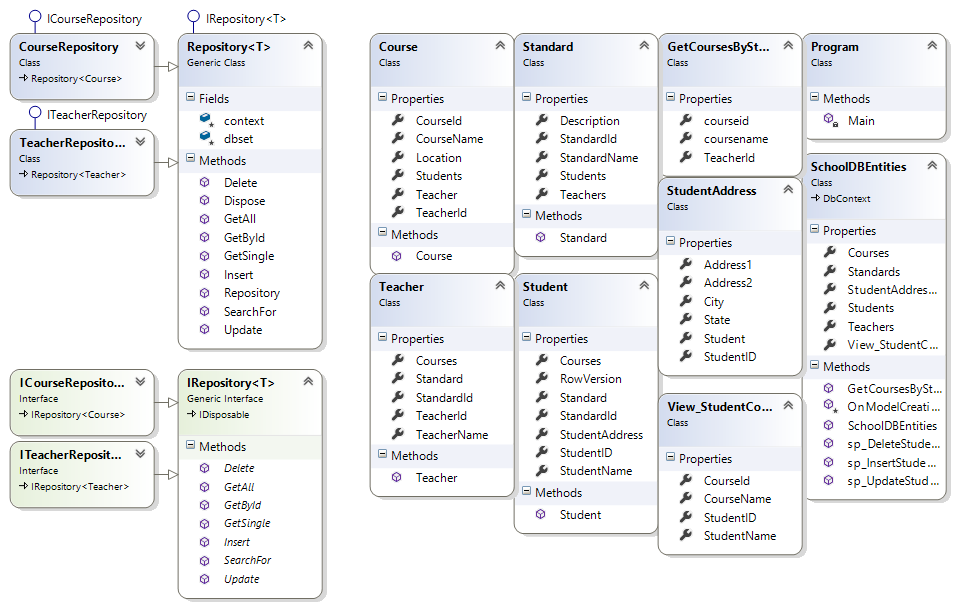 ICourseRepository
CourseRepository
Class
Repository<Course>
ITeacherRepository
TeacherReposito...
Class
Repository<Teacher>
IRepository<T>
Repository<T>
Generic Class
Fields
context
dbset
Methods
Delete
Dispose
GetAll
GetById
GetSingle
Insert
Repository
SearchFor
Update
ICourseReposito...
Interface
IRepository<Course>
ITeacherReposit...
Interface
IRepository<Teacher>
IRepository<T>
Generic Interface
IDisposable
Methods
Delete
GetAll
GetById
GetSingle
Insert
SearchFor
Update
Course
Class
Properties
CourseId
CourseName
Location
Students
Teacher
TeacherId
Methods
Course
Teacher
Class
Properties
Courses
Standard
StandardId
TeacherId
TeacherName
Methods
Teacher
Standard
Class
Properties
Description
StandardId
StandardName
Students
Teachers
Methods
Standard
Student
Class
Properties
Courses
RowVersion
Standard
StandardId
StudentAddress
StudentID
StudentName
Methods
Student
GetCoursesBySt...
Class
Properties
courseid
coursename
TeacherId
StudentAddress
Class
Properties
Address1
Address2
City
State
Student
StudentID
View_StudentCo...
Class
Properties
CourseId
CourseName
StudentID
StudentName
Program
Class
Methods
Main
SchoolDBEntities
Class
DbContext
Properties
Courses
Standards
StudentAddres...
Students
Teachers
View_StudentC...
Methods
GetCoursesBySt...
OnModelCreati...
SchoolDBEntities
sp_DeleteStude...
sp_InsertStude...
sp_UpdateStud...